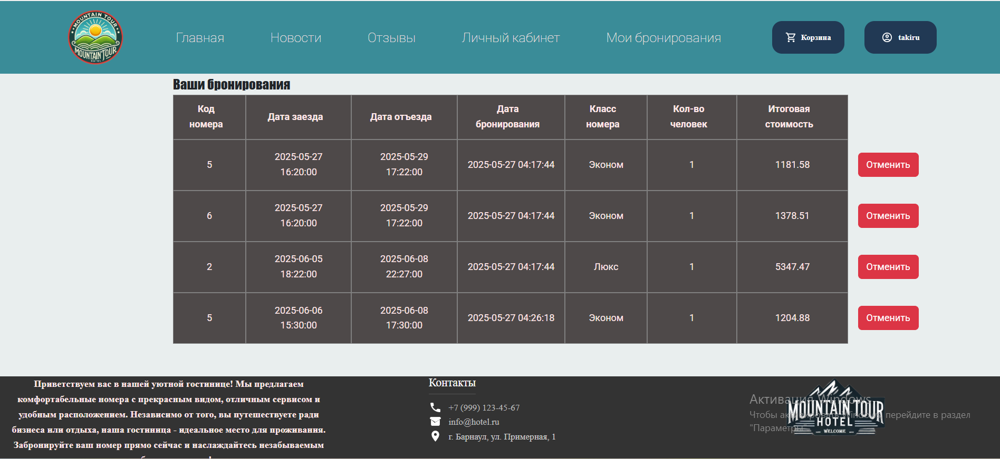 MOUNTAIN TOUR
MOUNTAIN TOUR
HOTEL
Главная
Новости
Отзывы
Личный кабинет
Мои бронирования
Корзина
takiru
Ваши бронирования
Код номера
Дата заезда
Дата отъезда
Дата бронирования
Класс номера
Кол-во человек
Итоговая стоимость
5 2025-05-27 16:20:00 2025-05-29 17:22:00 2025-05-27 04:17:44 Эконом 1 1181.58 Отменить
6 2025-05-27 16:20:00 2025-05-29 17:22:00 2025-05-27 04:17:44 Эконом 1 1378.51 Отменить
2 2025-06-05 18:22:00 2025-06-08 22:27:00 2025-05-27 04:17:44 Люкс 1 5347.47 Отменить
5 2025-06-06 15:30:00 2025-06-08 17:30:00 2025-05-27 04:26:18 Эконом 1 1204.88 Отменить
Приветствуем вас в нашей уютной гостинице! Мы предлагаем
комфортабельные номера с прекрасным видом, отличным сервисом и
удобным расположением. Независимо от того, вы путешествуете ради
бизнеса или отдыха, наша гостиница - идеальное место для проживания.
Забронируйте ваш номер прямо сейчас и наслаждайтесь незабываемым
Контакты
+7 (999) 123-45-67
info@hotel.ru
г. Барнаул, ул. Примерная, 1
MOUNTAIN TOUR
HOTEL
WELCOME
Активация Windows
Чтобы активировать Windows, перейдите в раздел
"Параметры".